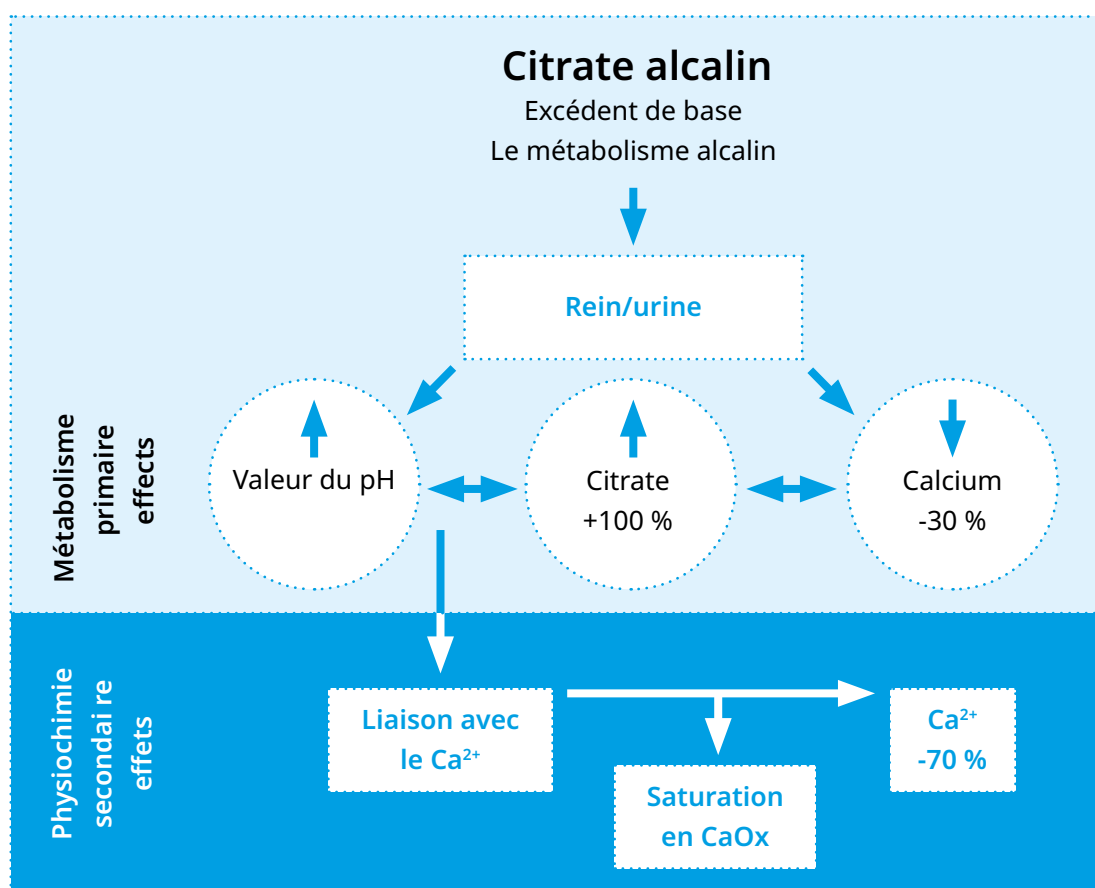 Citrate alcalin
Excédent de base
Le métabolisme alcalin
Rein/urine
Métabolisme
primaire
effects
Valeur du pH
Citrate
+100 %
Calcium
-30 %
Physiochimie
secondai re
effets
Liaison avec
le Ca²⁺
Saturation
en CaOx
Ca²⁺
-70 %